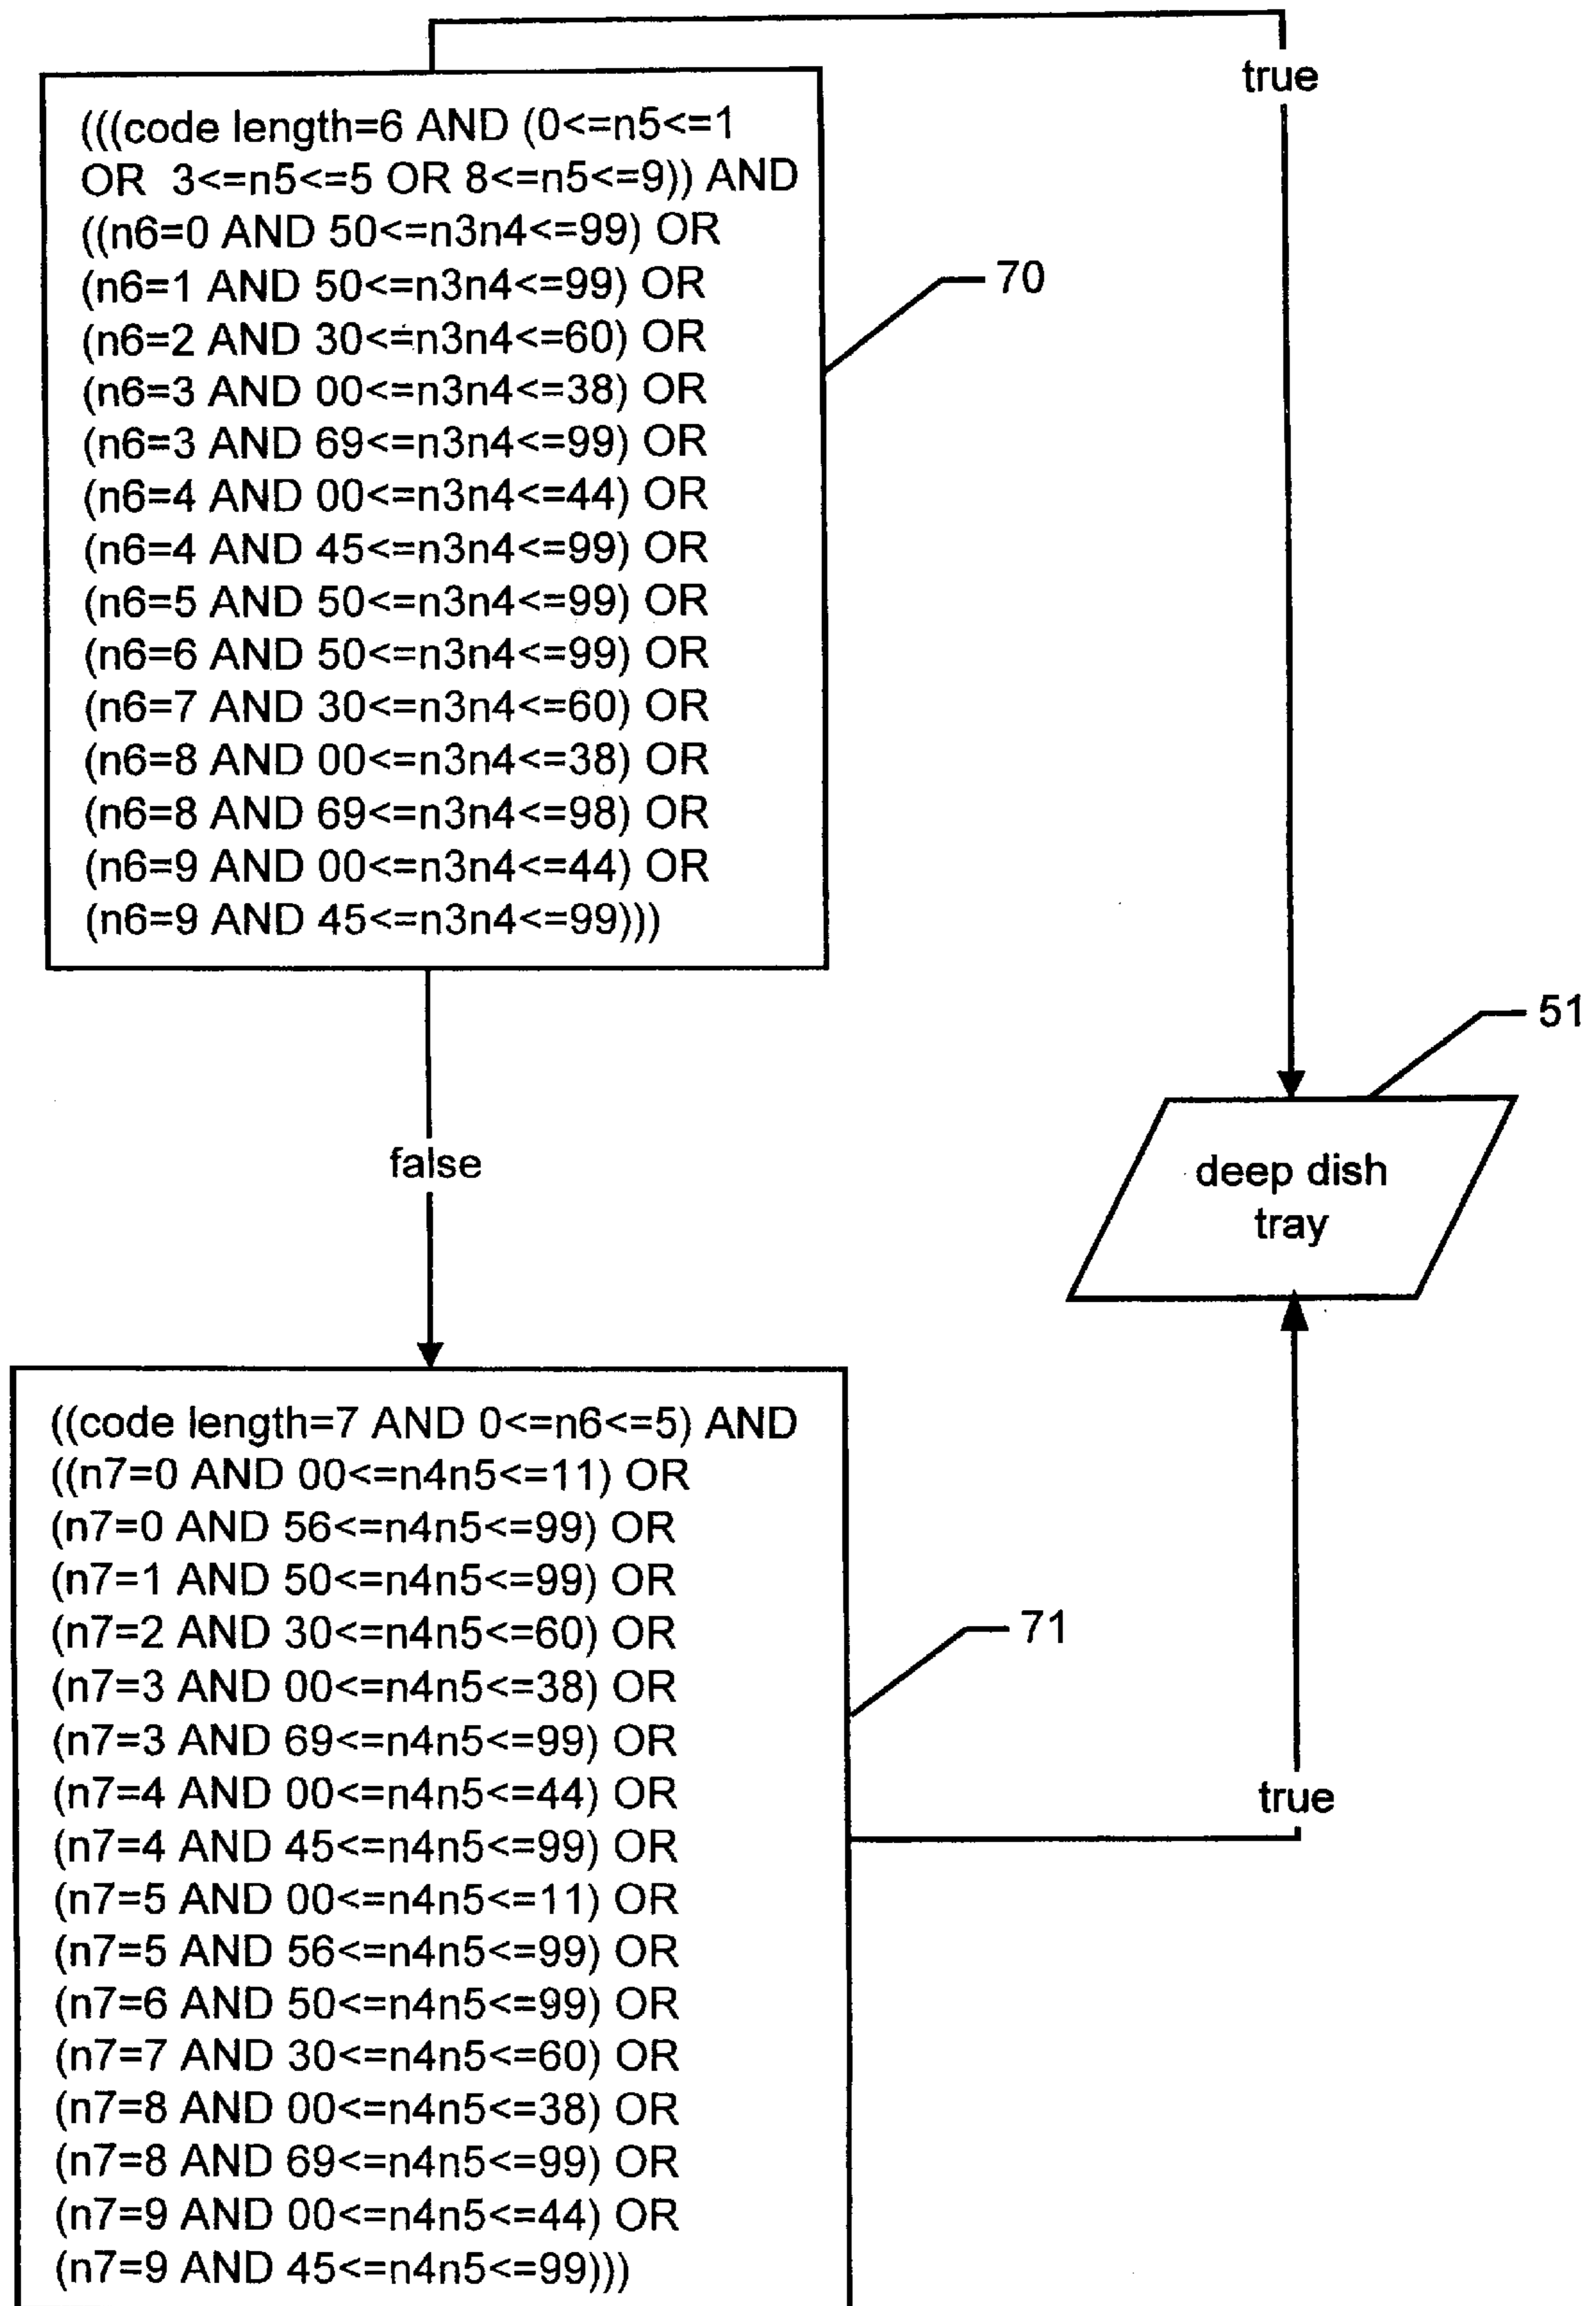 true
(((code length=6 AND (0<=n5<=1
OR 3<=n5<=5 OR 8<=n5<=9)) AND
((n6=0 AND 50<=n3n4<=99) OR
(n6=1 AND 50<=n3n4<=99) OR
(n6=2 AND 30<=n3n4<=60) OR
(n6=3 AND 00<=n3n4<=38) OR
(n6=3 AND 69<=n3n4<=99) OR
(n6=4 AND 00<=n3n4<=44) OR
(n6=4 AND 45<=n3n4<=99) OR
(n6=5 AND 50<=n3n4<=99) OR
(n6=6 AND 50<=n3n4<=99) OR
(n6=7 AND 30<=n3n4<=60) OR
(n6=8 AND 00<=n3n4<=38) OR
(n6=8 AND 69<=n3n4<=98) OR
(n6=9 AND 00<=n3n4<=44) OR
(n6=9 AND 45<=n3n4<=99)))
70
51
false
deep dish
tray
((code length=7 AND 0<=n6<=5) AND
((n7=0 AND 00<=n4n5<=11) OR
(n7=0 AND 56<=n4n5<=99) OR
(n7=1 AND 50<=n4n5<=99) OR
(n7=2 AND 30<=n4n5<=60) OR
(n7=3 AND 00<=n4n5<=38) OR
(n7=3 AND 69<=n4n5<=99) OR
(n7=4 AND 00<=n4n5<=44) OR
(n7=4 AND 45<=n4n5<=99) OR
(n7=5 AND 00<=n4n5<=11) OR
(n7=5 AND 56<=n4n5<=99) OR
(n7=6 AND 50<=n4n5<=99) OR
(n7=7 AND 30<=n4n5<=60) OR
(n7=8 AND 00<=n4n5<=38) OR
(n7=8 AND 69<=n4n5<=99) OR
(n7=9 AND 00<=n4n5<=44) OR
(n7=9 AND 45<=n4n5<=99)))
71
true